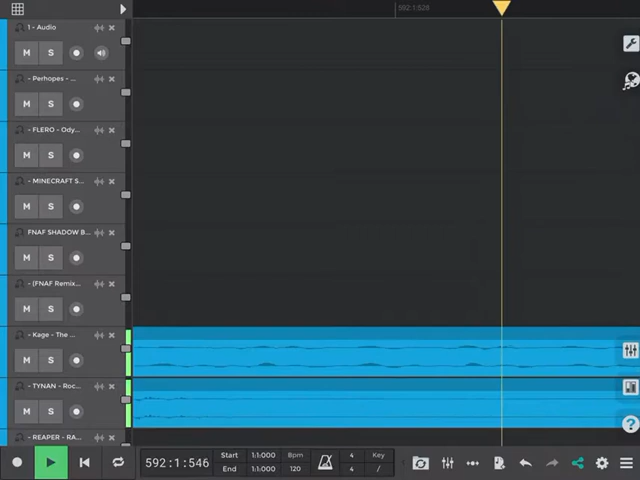 592:1:528
1 - Audio
M S
- Perhopes - ...
M S
- FLERO - Ody...
M S
- MINECRAFT S...
M S
FNAF SHADOW B...
M S
- [FNAF Remix...
M S
- Kage - The ...
M S
- TYNAN - Roc...
M S
- REAPER - RA...
592:1:546
Start 1:1:000 Bpm 4 Key
End 1:1:000 120 4 /
?